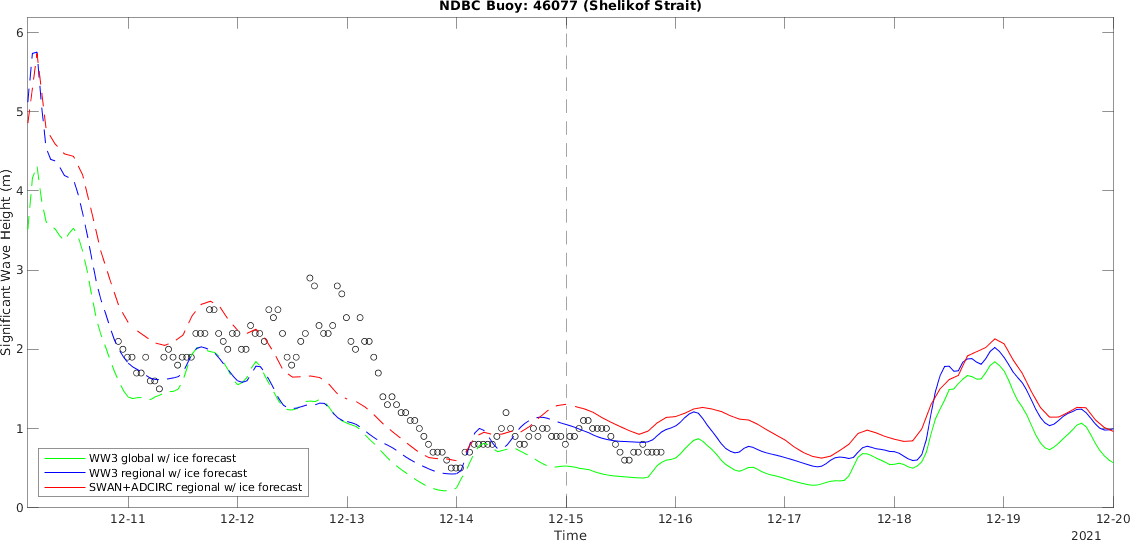 NDBC Buoy: 46077 (Shelikof Strait)
Significant Wave Height (m)
6
5
4
3
2
1
0
WW3 global w/ ice forecast
WW3 regional w/ ice forecast
SWAN+ADCIRC regional w/ ice forecast
12-11 12-12 12-13 12-14 12-15 12-16 12-17 12-18 12-19 12-20
Time
2021